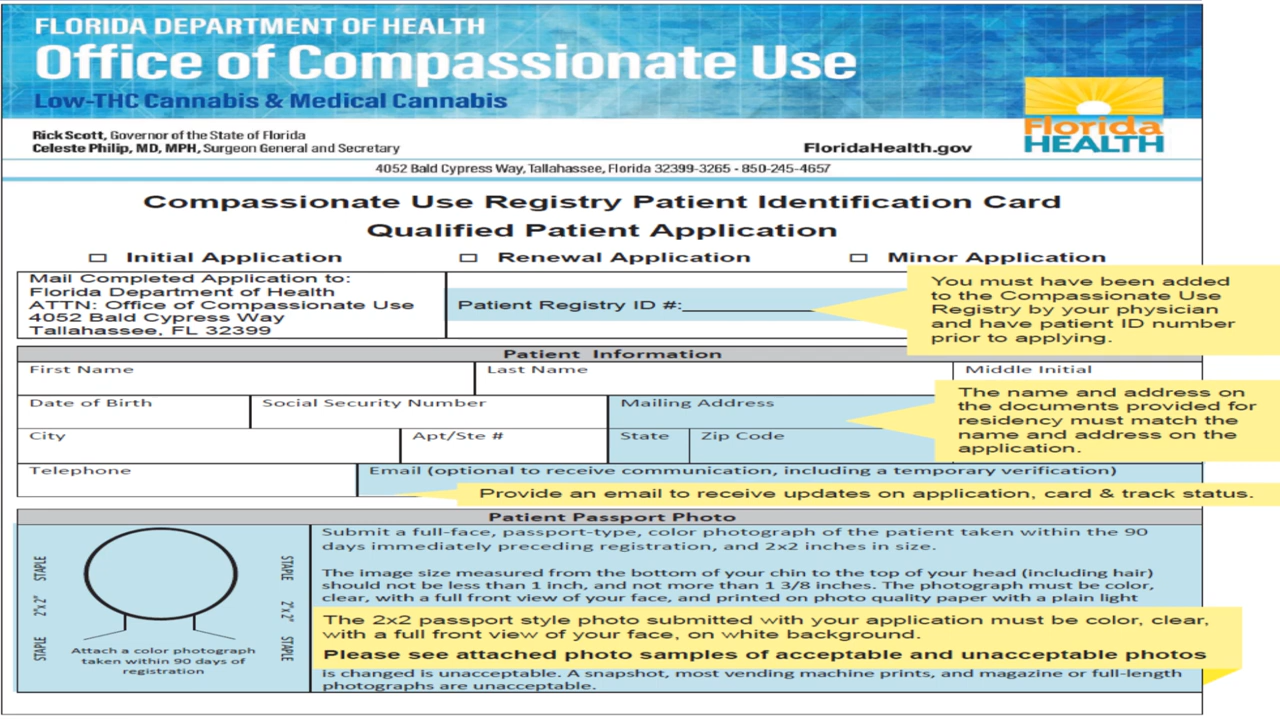 FLORIDA DEPARTMENT OF HEALTH
Office of Compassionate Use
Low-THC Cannabis & Medical Cannabis
Florida
HEALTH
Rick Scott, Governor of the State of Florida
Celeste Philip, MD, MPH, Surgeon General and Secretary
FloridaHealth.gov
4052 Bald Cypress Way, Tallahassee, Florida 32399-3265 - 850-245-4657
Compassionate Use Registry Patient Identification Card
Qualified Patient Application
Initial Application
Renewal Application
Minor Application
Mail Completed Application to:
Florida Department of Health
ATTN: Office of Compassionate Use
4052 Bald Cypress Way
Tallahassee, FL 32399
Patient Registry ID #:
You must have been added
to the Compassionate Use
Registry by your physician
and have patient ID number
prior to applying.
Patient Information
First Name
Last Name
Middle Initial
Date of Birth
Social Security Number
Mailing Address
The name and address on
the documents provided for
residency must match the
name and address on the
application.
City
Apt/Ste #
State
Zip Code
Telephone
Email (optional to receive communication, including a temporary verification)
Provide an email to receive updates on application, card & track status.
Patient Passport Photo
STAPLE 2"x2" STAPLE
STAPLE 2"x2" STAPLE
Attach a color photograph
taken within 90 days of
registration
Submit a full-face, passport-type, color photograph of the patient taken within the 90
days immediately preceding registration, and 2x2 inches in size.
The image size measured from the bottom of your chin to the top of your head (including hair)
should not be less than 1 inch, and not more than 1 3/8 inches. The photograph must be color,
clear, with a full front view of your face, and printed on photo quality paper with a plain light
The 2x2 passport style photo submitted with your application must be color, clear,
with a full front view of your face, on white background.
Please see attached photo samples of acceptable and unacceptable photos
is changed is unacceptable. A snapshot, most vending machine prints, and magazine or full-length
photographs are unacceptable.